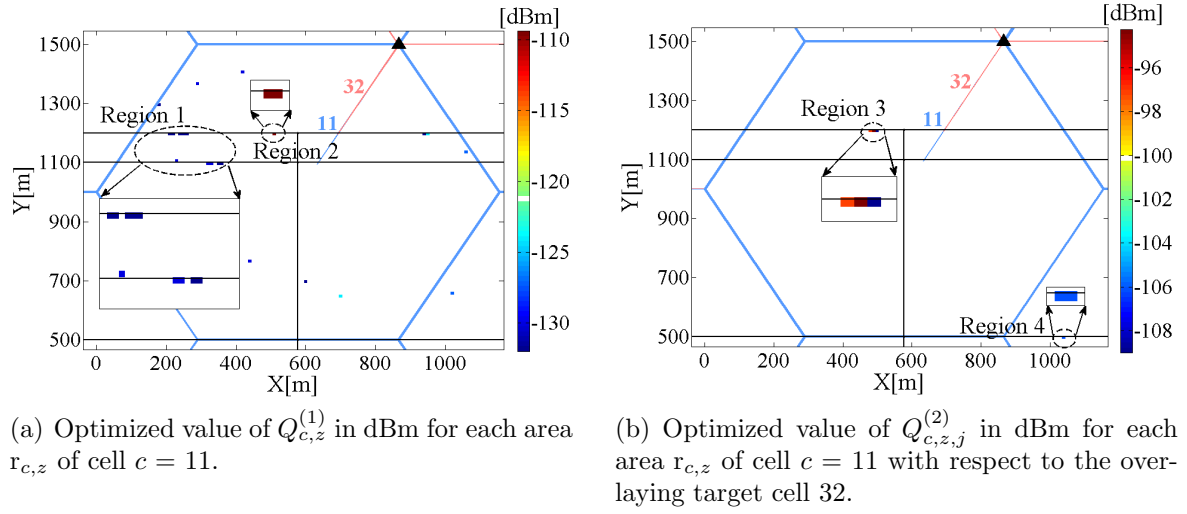 [dBm]
1500
1300
1100
900
700
500
Y[m]
0
200
400
600
800
1000
X[m]
Region 1
Region 2
11
32
-110
-115
-120
-125
-130
(a) Optimized value of Q_{c,z}^{(1)} in dBm for each area
r_{c,z} of cell c = 11.
[dBm]
1500
1300
1100
900
700
500
Y[m]
0
200
400
600
800
1000
X[m]
Region 3
Region 4
11
32
-96
-98
-100
-102
-104
-106
-108
(b) Optimized value of Q_{c,z,j}^{(2)} in dBm for each
area r_{c,z} of cell c = 11 with respect to the over-
laying target cell 32.